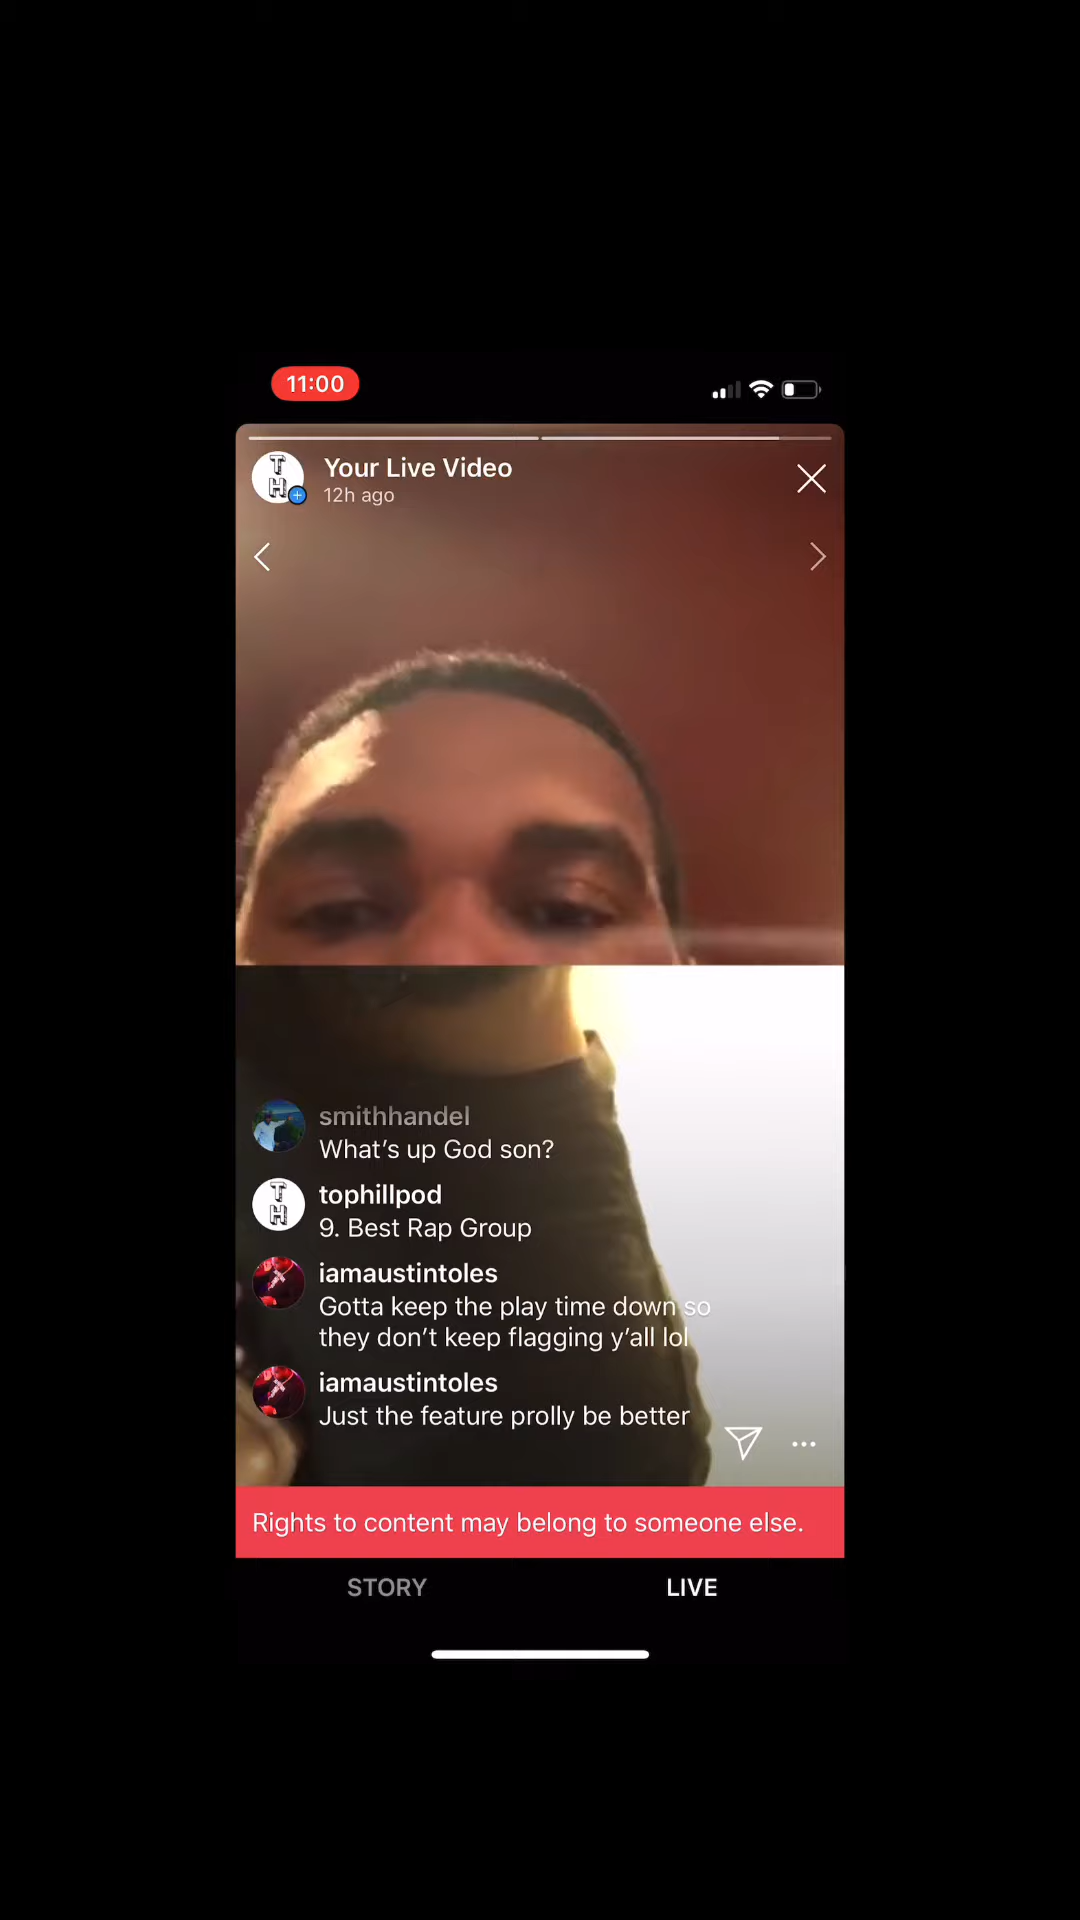 11:00
TH
Your Live Video
12h ago
smithhandel
What's up God son?
TH
tophillpod
9. Best Rap Group
iamaustintoles
Gotta keep the play time down so
they don't keep flagging y'all lol
iamaustintoles
Just the feature prolly be better
Rights to content may belong to someone else.
STORY
LIVE